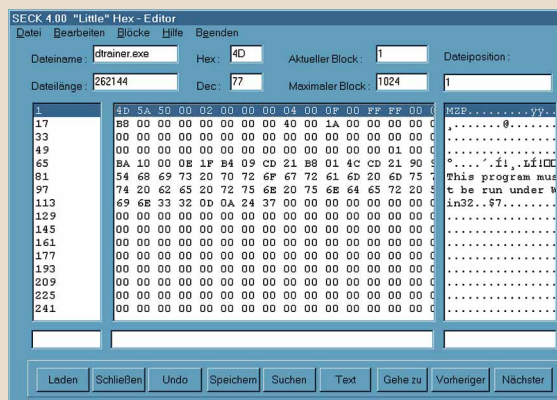 SECK 4.00 "Little" Hex - Editor
Datei Bearbeiten Blöcke Hilfe Beenden
Dateiname: dtrainer.exe Hex: 4D Aktueller Block: 1 Dateiposition:
Dateilänge: 262144 Dec: 77 Maximaler Block: 1024 1
1 4D 5A 50 00 02 00 00 00 04 00 0F 00 FF FF 00 MZP.........ÿÿ..
17 B8 00 00 00 00 00 00 00 40 00 1A 00 00 00 00 ¸.......@.......
33 00 00 00 00 00 00 00 00 00 00 00 00 00 00 00 ................
49 00 00 00 00 00 00 00 00 00 00 00 00 00 01 00 ................
65 BA 10 00 0E 1F B4 09 CD 21 B8 01 4C CD 21 90 °....´.Í!¸.LÍ!□□
81 54 68 69 73 20 70 72 6F 67 72 61 6D 20 6D 75 This program mus
97 74 20 62 65 20 72 75 6E 20 75 6E 64 65 72 20 t be run under W
113 69 6E 33 32 0D 0A 24 37 00 00 00 00 00 00 00 in32..$7........
129 00 00 00 00 00 00 00 00 00 00 00 00 00 00 00 ................
145 00 00 00 00 00 00 00 00 00 00 00 00 00 00 00 ................
161 00 00 00 00 00 00 00 00 00 00 00 00 00 00 00 ................
177 00 00 00 00 00 00 00 00 00 00 00 00 00 00 00 ................
193 00 00 00 00 00 00 00 00 00 00 00 00 00 00 00 ................
209 00 00 00 00 00 00 00 00 00 00 00 00 00 00 00 ................
225 00 00 00 00 00 00 00 00 00 00 00 00 00 00 00 ................
241 00 00 00 00 00 00 00 00 00 00 00 00 00 00 00 ................
Laden Schließen Undo Speichern Suchen Text Gehe zu Vorheriger Nächster